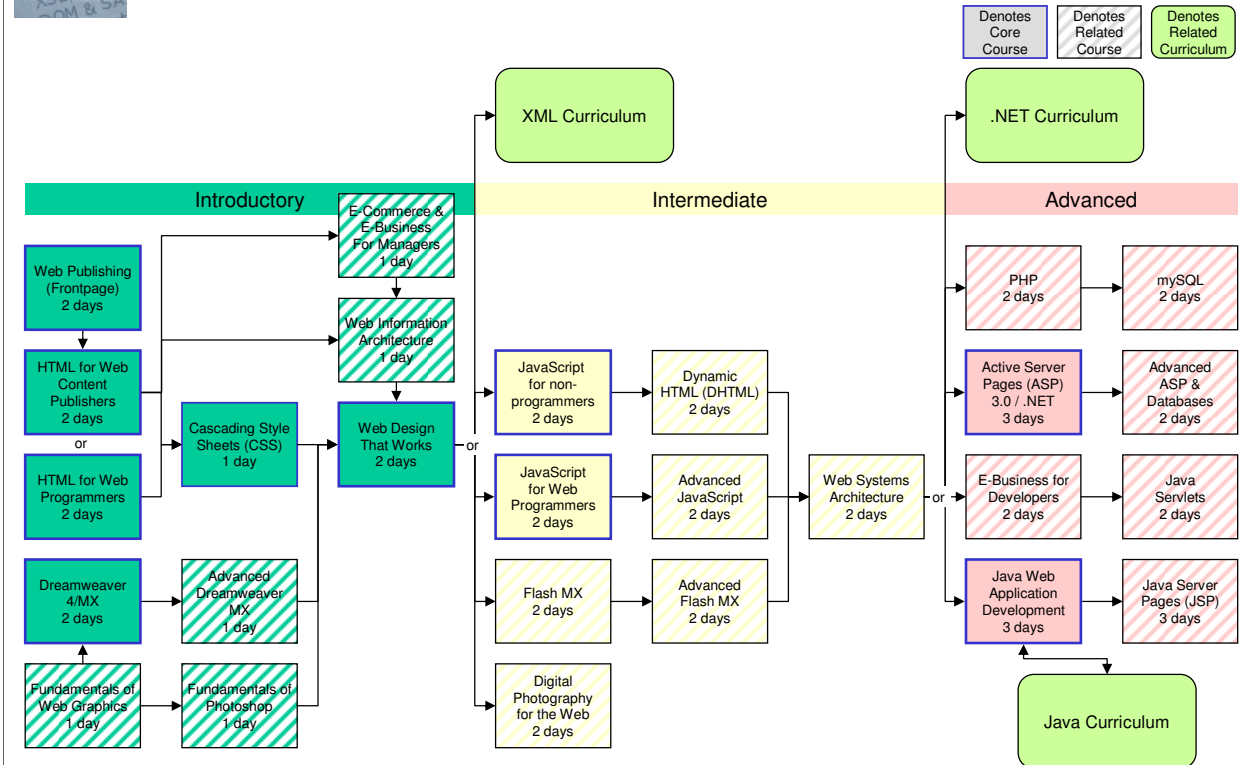 DOM & SA
Denotes
Core
Course
Denotes
Related
Course
Denotes
Related
Curriculum
XML Curriculum
.NET Curriculum
Introductory
Intermediate
Advanced
E-Commerce &
E-Business
For Managers
1 day
Web Publishing
(Frontpage)
2 days
Web Information
Architecture
1 day
HTML for Web
Content
Publishers
2 days
or
HTML for Web
Programmers
2 days
Cascading Style
Sheets (CSS)
1 day
Web Design
That Works
2 days
or
Dreamweaver
4/MX
2 days
Advanced
Dreamweaver
MX
1 day
Fundamentals of
Web Graphics
1 day
Fundamentals of
Photoshop
1 day
JavaScript
for non-
programmers
2 days
Dynamic
HTML (DHTML)
2 days
JavaScript
for Web
Programmers
2 days
Advanced
JavaScript
2 days
Web Systems
Architecture
2 days
or
Flash MX
2 days
Advanced
Flash MX
2 days
Digital
Photography
for the Web
2 days
PHP
2 days
mySQL
2 days
Active Server
Pages (ASP)
3.0 / .NET
3 days
Advanced
ASP &
Databases
2 days
E-Business for
Developers
2 days
Java
Servlets
2 days
Java Web
Application
Development
3 days
Java Server
Pages (JSP)
3 days
Java Curriculum